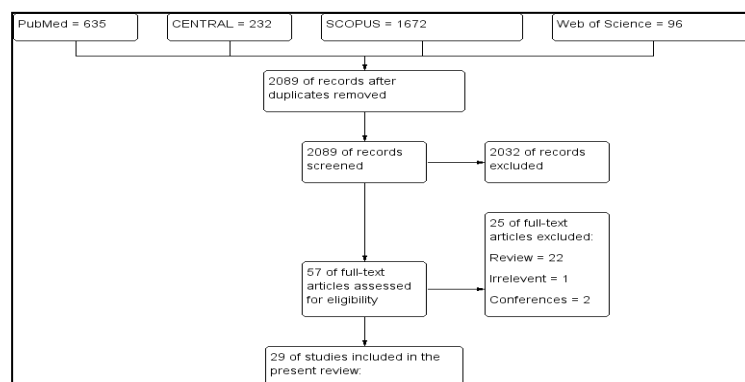 PubMed = 635
CENTRAL = 232
SCOPUS = 1672
Web of Science = 96
2089 of records after
duplicates removed
2089 of records
screened
2032 of records
excluded
25 of full-text
articles excluded:
Review = 22
Irrelevent = 1
Conferences = 2
57 of full-text
articles assessed
for eligibility
29 of studies included in the
present review: